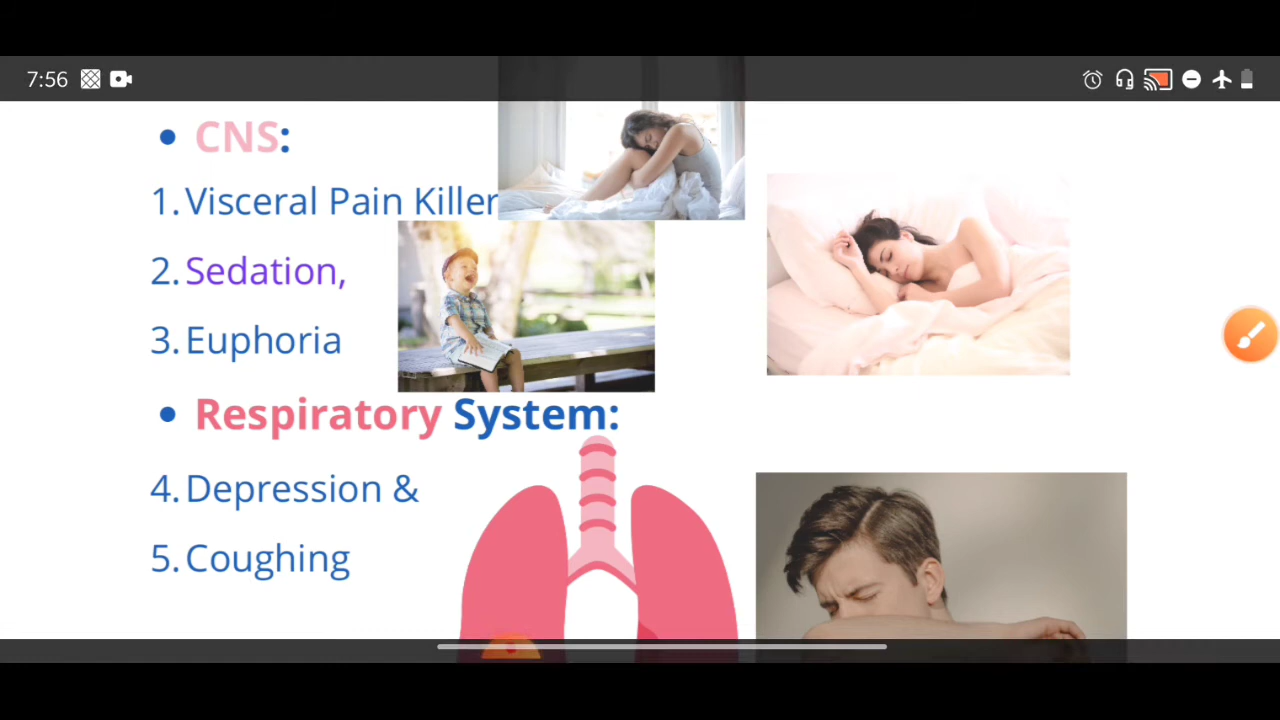 7:56
• CNS:
1. Visceral Pain Killer
2. Sedation,
3. Euphoria
• Respiratory System:
4. Depression &
5. Coughing